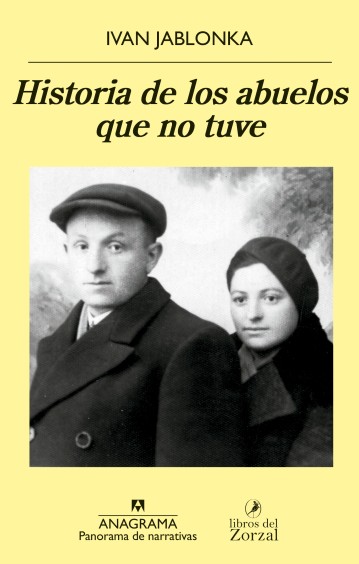 IVAN JABLONKA
Historia de los abuelos
que no tuve
ANAGRAMA
Panorama de narrativas
libros del
Zorzal